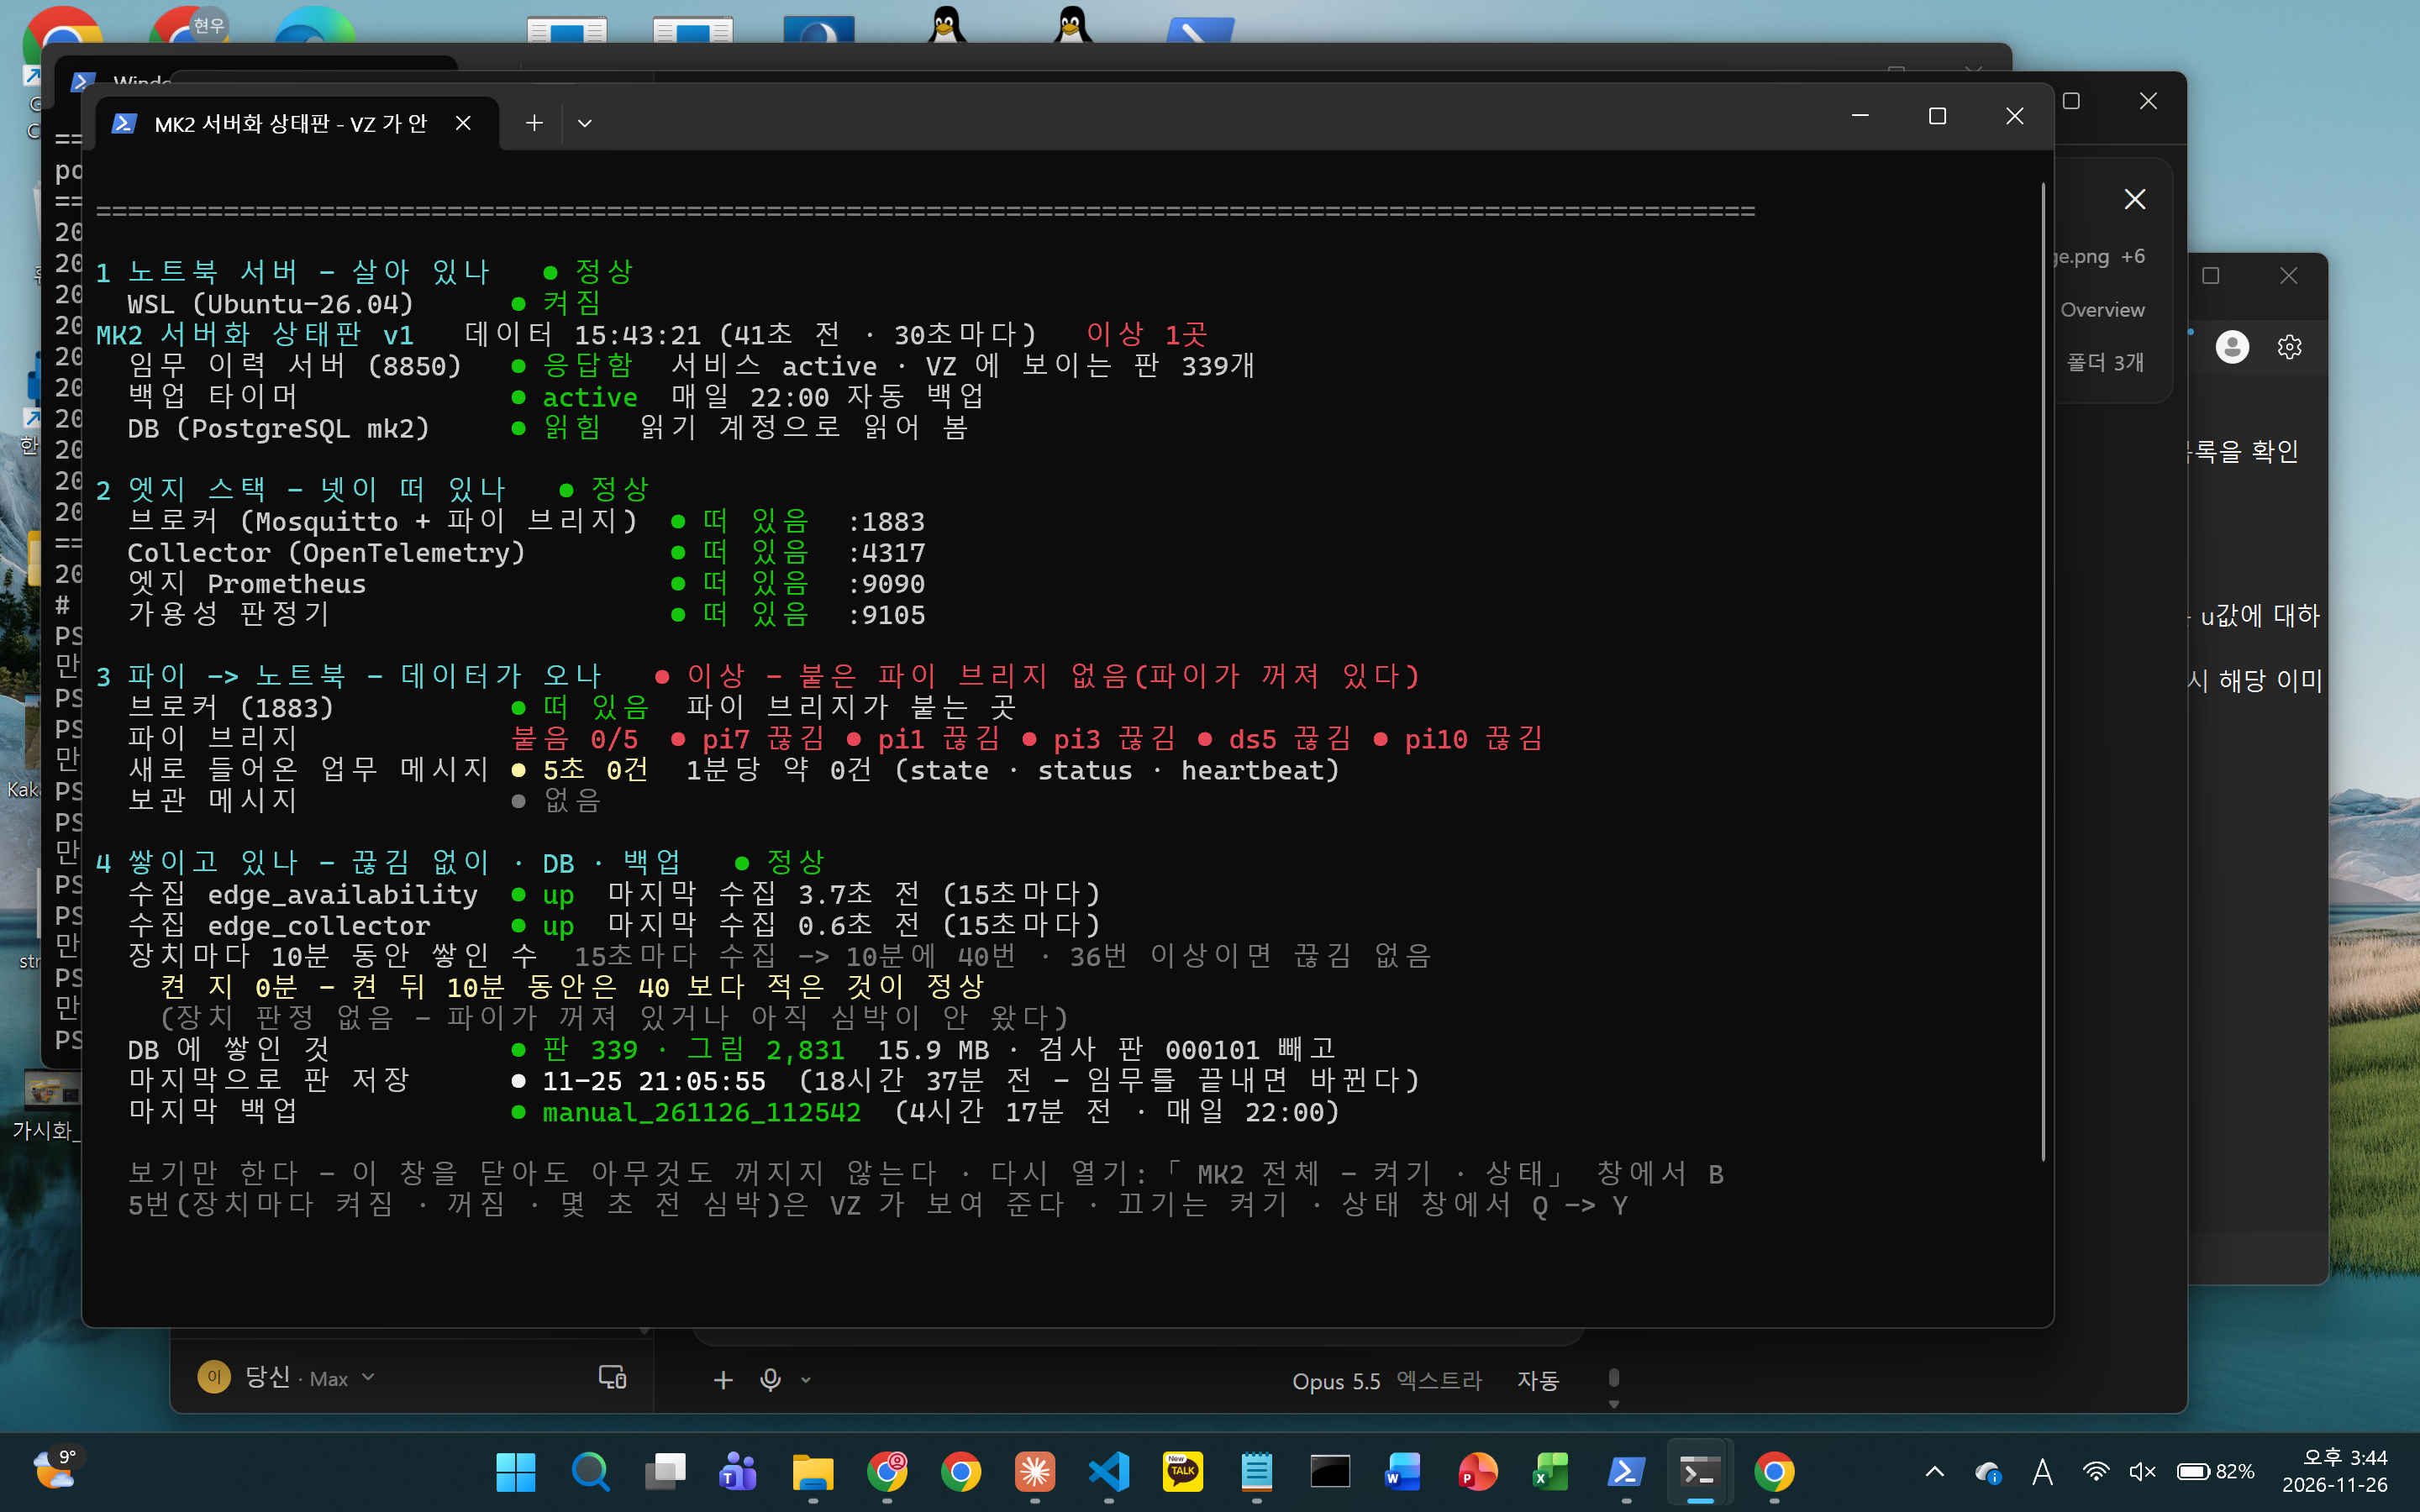 현우
MK2 서버화 상태판 - VZ 가 안
==========
1 노트북 서버 - 살아 있나 ● 정상
WSL (Ubuntu-26.04) ● 켜짐
MK2 서버화 상태판 v1 데이터 15:43:21 (41초 전 · 30초마다) 이상 1곳
임무 이력 서버 (8850) ● 응답함 서비스 active · VZ 에 보이는 판 339개
백업 타이머 ● active 매일 22:00 자동 백업
DB (PostgreSQL mk2) ● 읽힘 읽기 계정으로 읽어 봄
2 엣지 스택 - 넷이 떠 있나 ● 정상
브로커 (Mosquitto + 파이 브리지) ● 떠 있음 :1883
Collector (OpenTelemetry) ● 떠 있음 :4317
엣지 Prometheus ● 떠 있음 :9090
가용성 판정기 ● 떠 있음 :9105
3 파이 -> 노트북 - 데이터가 오나 ● 이상 - 붙은 파이 브리지 없음(파이가 꺼져 있다)
브로커 (1883) ● 떠 있음 파이 브리지가 붙는 곳
파이 브리지 붙음 0/5 ● pi7 끊김 ● pi1 끊김 ● pi3 끊김 ● ds5 끊김 ● pi10 끊김
새로 들어온 업무 메시지 ● 5초 0건 1분당 약 0건 (state · status · heartbeat)
보관 메시지 ● 없음
4 쌓이고 있나 - 끊김 없이 · DB · 백업 ● 정상
수집 edge_availability ● up 마지막 수집 3.7초 전 (15초마다)
수집 edge_collector ● up 마지막 수집 0.6초 전 (15초마다)
장치마다 10분 동안 쌓인 수 15초마다 수집 -> 10분에 40번 · 36번 이상이면 끊김 없음
켠 지 0분 - 켠 뒤 10분 동안은 40 보다 적은 것이 정상
(장치 판정 없음 - 파이가 꺼져 있거나 아직 심박이 안 왔다)
DB 에 쌓인 것 ● 판 339 · 그림 2,831 15.9 MB · 검사 판 000101 빼고
마지막으로 판 저장 ● 11-25 21:05:55 (18시간 37분 전 - 임무를 끝내면 바뀐다)
마지막 백업 ● manual_261126_112542 (4시간 17분 전 · 매일 22:00)
보기만 한다 - 이 창을 닫아도 아무것도 꺼지지 않는다 · 다시 열기:「 MK2 전체 - 켜기 · 상태」 창에서 B
5번(장치마다 켜짐 · 꺼짐 · 몇 초 전 심박)은 VZ 가 보여 준다 · 끄기는 켜기 · 상태 창에서 Q -> Y
ge.png +6
Overview
폴더 3개
록을 확인
u값에 대하
시 해당 이미
가시화_
이 당신 · Max
Opus 5.5 엑스트라 자동
9°
New TALK
A
82%
오후 3:44
2026-11-26